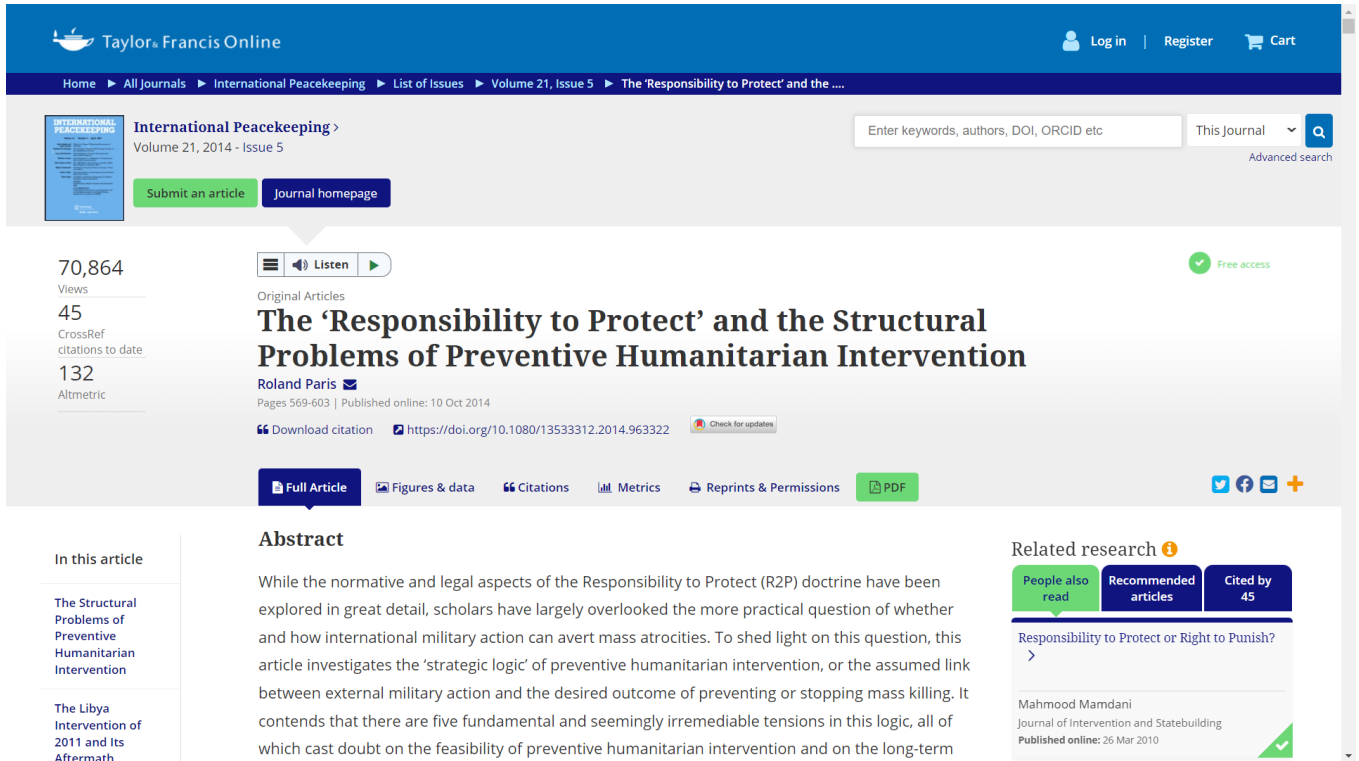 Taylor & Francis Online
Log in | Register Cart
Home ▶ All Journals ▶ International Peacekeeping ▶ List of Issues ▶ Volume 21, Issue 5 ▶ The ‘Responsibility to Protect’ and the ....
INTERNATIONAL
PEACEKEEPING
International Peacekeeping >
Volume 21, 2014 - Issue 5
Submit an article
Journal homepage
Enter keywords, authors, DOI, ORCID etc
This Journal
Advanced search
70,864
Views
45
CrossRef
citations to date
132
Altmetric
Listen
Free access
Original Articles
The ‘Responsibility to Protect’ and the Structural
Problems of Preventive Humanitarian Intervention
Roland Paris
Pages 569-603 | Published online: 10 Oct 2014
Download citation https://doi.org/10.1080/13533312.2014.963322 Check for updates
Full Article Figures & data Citations Metrics Reprints & Permissions PDF
In this article
The Structural
Problems of
Preventive
Humanitarian
Intervention
The Libya
Intervention of
2011 and Its
Aftermath
Abstract
While the normative and legal aspects of the Responsibility to Protect (R2P) doctrine have been
explored in great detail, scholars have largely overlooked the more practical question of whether
and how international military action can avert mass atrocities. To shed light on this question, this
article investigates the ‘strategic logic’ of preventive humanitarian intervention, or the assumed link
between external military action and the desired outcome of preventing or stopping mass killing. It
contends that there are five fundamental and seemingly irremediable tensions in this logic, all of
which cast doubt on the feasibility of preventive humanitarian intervention and on the long-term
Related research
People also
read
Recommended
articles
Cited by
45
Responsibility to Protect or Right to Punish?
>
Mahmood Mamdani
Journal of Intervention and Statebuilding
Published online: 26 Mar 2010